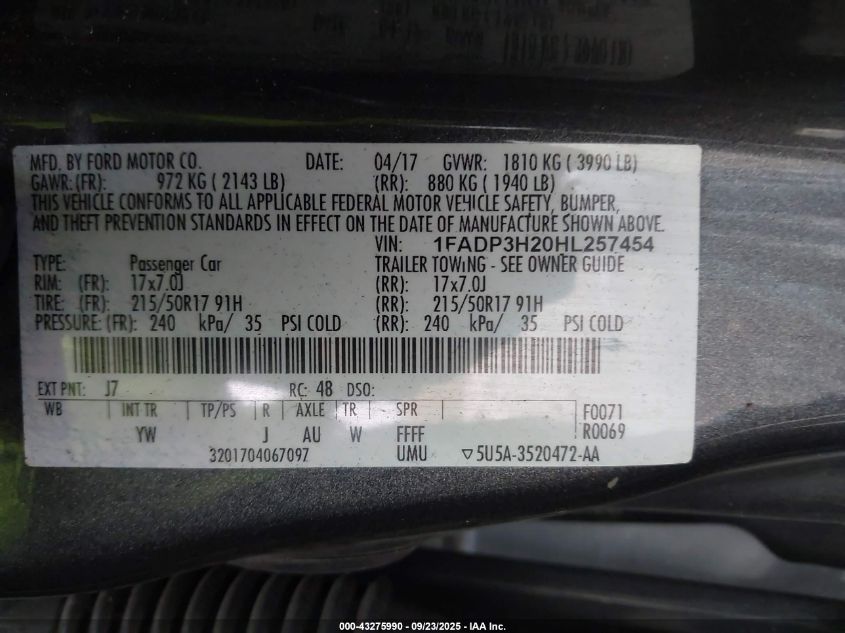 MFD. BY FORD MOTOR CO. DATE: 04/17 GVWR: 1810 KG ( 3990 LB)
GAWR: (FR): 972 KG ( 2143 LB) (RR): 880 KG ( 1940 LB)
THIS VEHICLE CONFORMS TO ALL APPLICABLE FEDERAL MOTOR VEHICLE SAFETY, BUMPER,
AND THEFT PREVENTION STANDARDS IN EFFECT ON THE DATE OF MANUFACTURE SHOWN ABOVE.
VIN: 1FADP3H20HL257454
TYPE: Passenger Car TRAILER TOWING - SEE OWNER GUIDE
RIM: (FR): 17x7.0J (RR): 17x7.0J
TIRE: (FR): 215/50R17 91H (RR): 215/50R17 91H
PRESSURE: (FR): 240 kPa/ 35 PSI COLD (RR): 240 kPa/ 35 PSI COLD
EXT PNT: J7 RC: 48 DSO:
WB INT TR TP/PS R AXLE TR SPR F0071
YW J AU W FFFF R0069
3201704067097 UMU ▽5U5A-3520472-AA
000-43275990 - 09/23/2025 - IAA Inc.